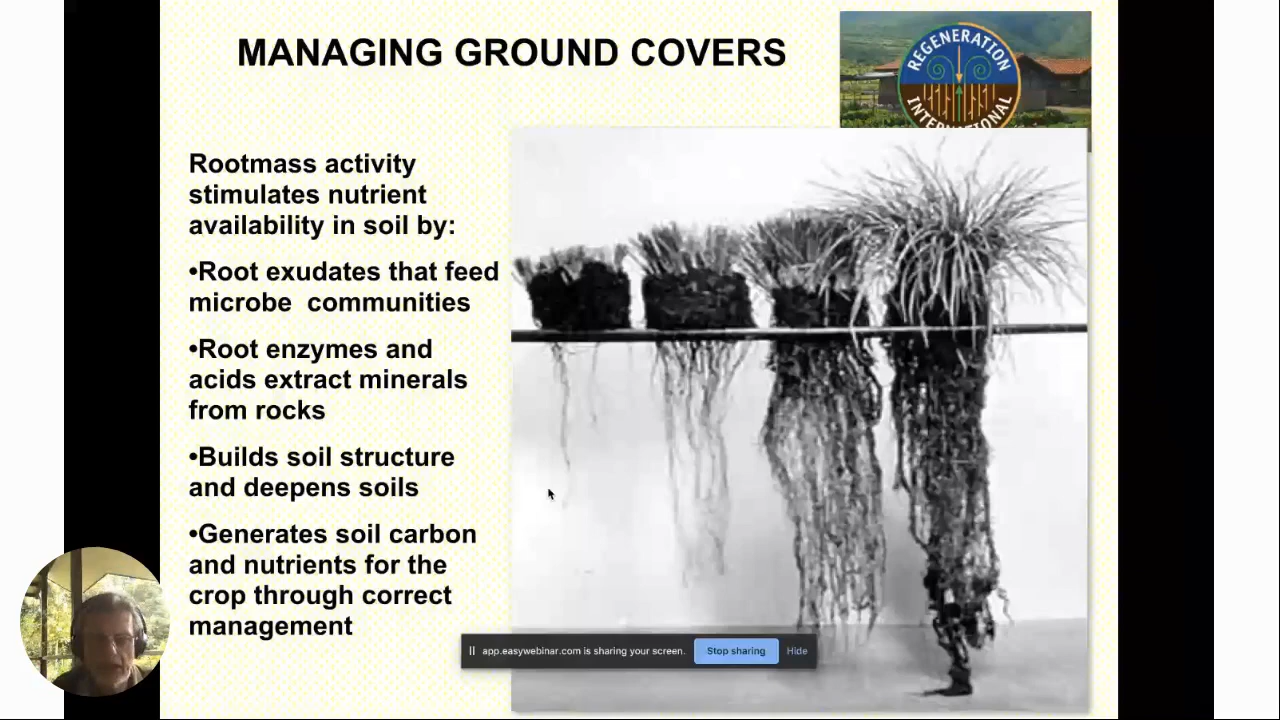 MANAGING GROUND COVERS
REGENERATION
INTERNATIONAL
Rootmass activity
stimulates nutrient
availability in soil by:
•Root exudates that feed
microbe  communities
•Root enzymes and
acids extract minerals
from rocks
•Builds soil structure
and deepens soils
•Generates soil carbon
and nutrients for the
crop through correct
management
app.easywebinar.com is sharing your screen.
Stop sharing
Hide